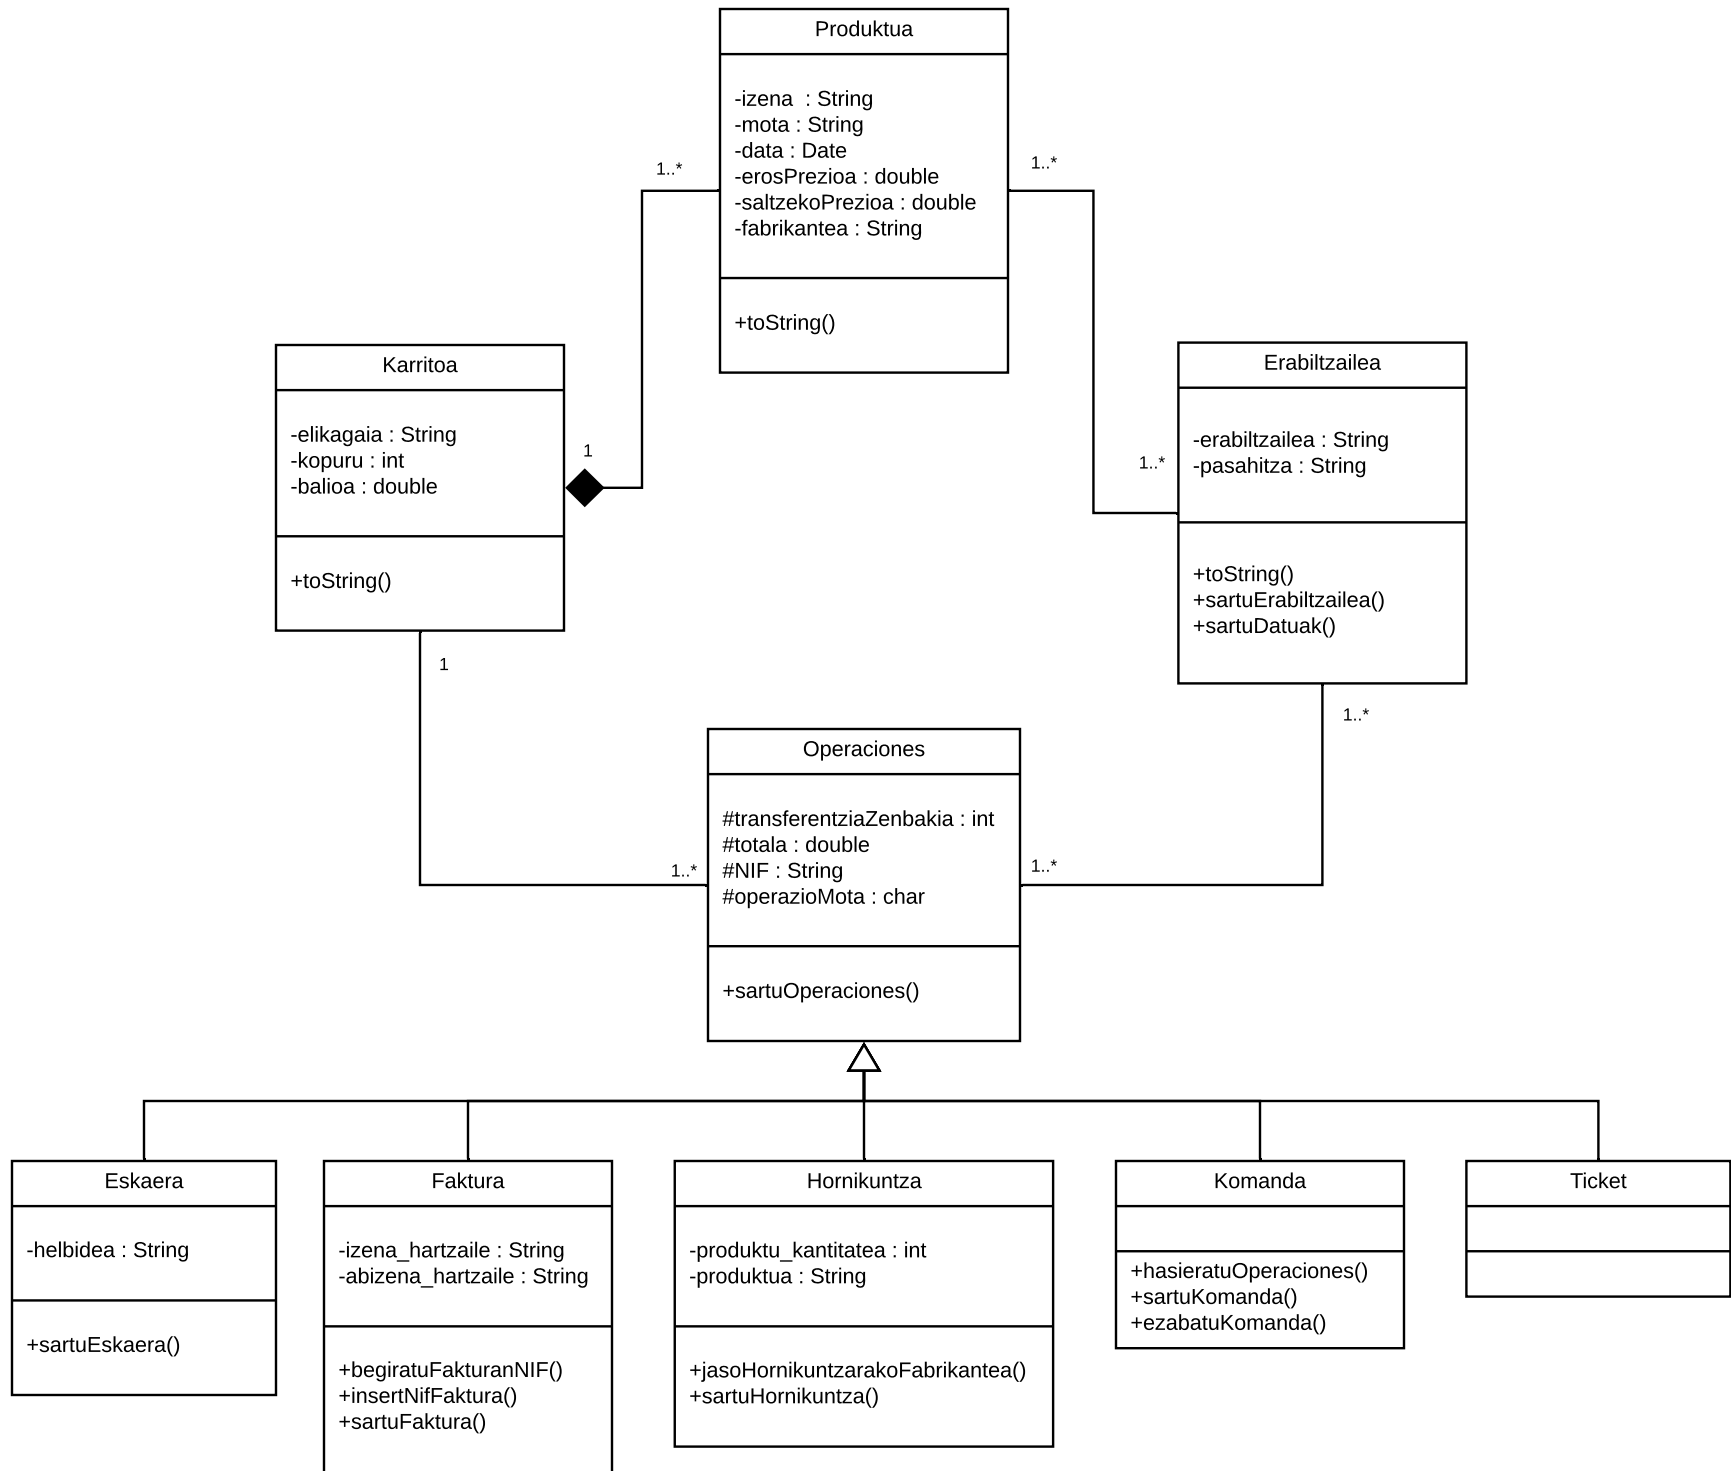 Produktua
-izena  : String
-mota : String
-data : Date
-erosPrezioa : double
-saltzekoPrezioa : double
-fabrikantea : String
+toString()
1..*
1..*
Karritoa
-elikagaia : String
-kopuru : int
-balioa : double
+toString()
1
1
Erabiltzailea
-erabiltzailea : String
-pasahitza : String
+toString()
+sartuErabiltzailea()
+sartuDatuak()
1..*
1..*
Operaciones
#transferentziaZenbakia : int
#totala : double
#NIF : String
#operazioMota : char
+sartuOperaciones()
1..*
1..*
Eskaera
-helbidea : String
+sartuEskaera()
Faktura
-izena_hartzaile : String
-abizena_hartzaile : String
+begiratuFakturanNIF()
+insertNifFaktura()
+sartuFaktura()
Hornikuntza
-produktu_kantitatea : int
-produktua : String
+jasoHornikuntzarakoFabrikantea()
+sartuHornikuntza()
Komanda
+hasieratuOperaciones()
+sartuKomanda()
+ezabatuKomanda()
Ticket